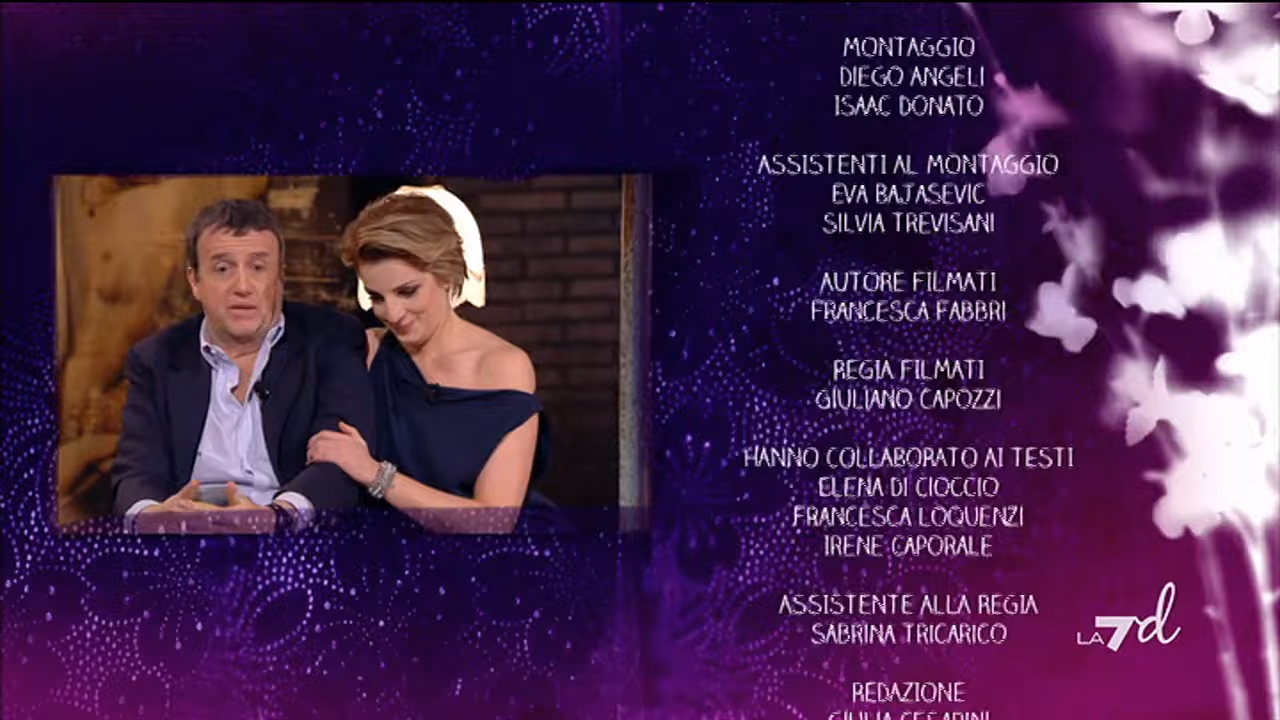 MONTAGGIO
DIEGO ANGELI
ISAAC DONATO
ASSISTENTI AL MONTAGGIO
EVA BAJASEVIC
SILVIA TREVISANI
AUTORE FILMATI
FRANCESCA FABBRI
REGIA FILMATI
GIULIANO CAPOZZI
HANNO COLLABORATO AI TESTI
ELENA DI CIOCCIO
FRANCESCA LOQUENZI
IRENE CAPORALE
ASSISTENTE ALLA REGIA
SABRINA TRICARICO
LA7d
REDAZIONE
GIULIA CESARINI